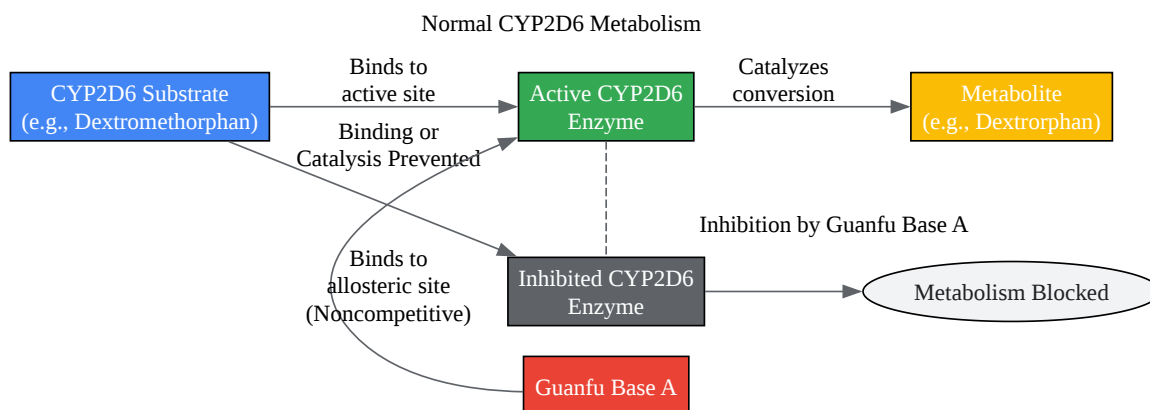 Normal CYP2D6 Metabolism
CYP2D6 Substrate
(e.g., Dextromethorphan)
Binds to
active site
Active CYP2D6
Enzyme
Catalyzes
conversion
Metabolite
(e.g., Dextrorphan)
Binding or
Catalysis Prevented
Inhibition by Guanfu Base A
Binds to
allosteric site
(Noncompetitive)
Inhibited CYP2D6
Enzyme
Metabolism Blocked
Guanfu Base A